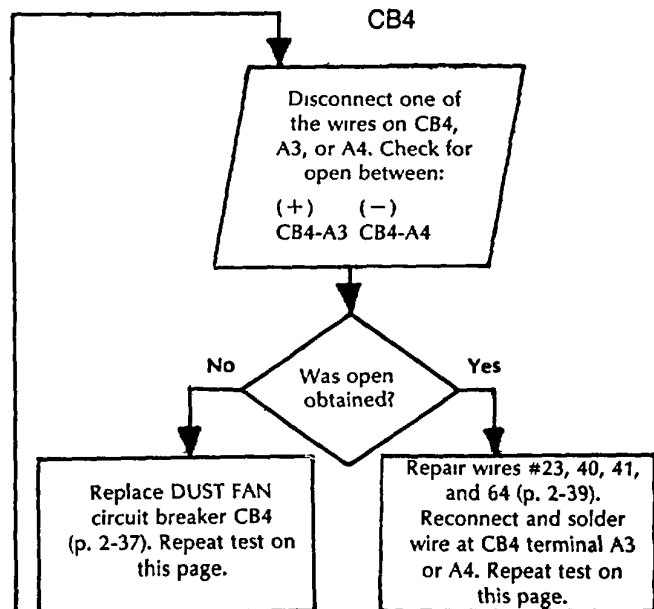 CB4
Disconnect one of
the wires on CB4,
A3, or A4. Check for
open between:
(+) (−)
CB4-A3 CB4-A4
No
Yes
Was open
obtained?
Replace DUST FAN
circuit breaker CB4
(p. 2-37). Repeat test on
this page.
Repair wires #23, 40, 41,
and 64 (p. 2-39).
Reconnect and solder
wire at CB4 terminal A3
or A4. Repeat test on
this page.